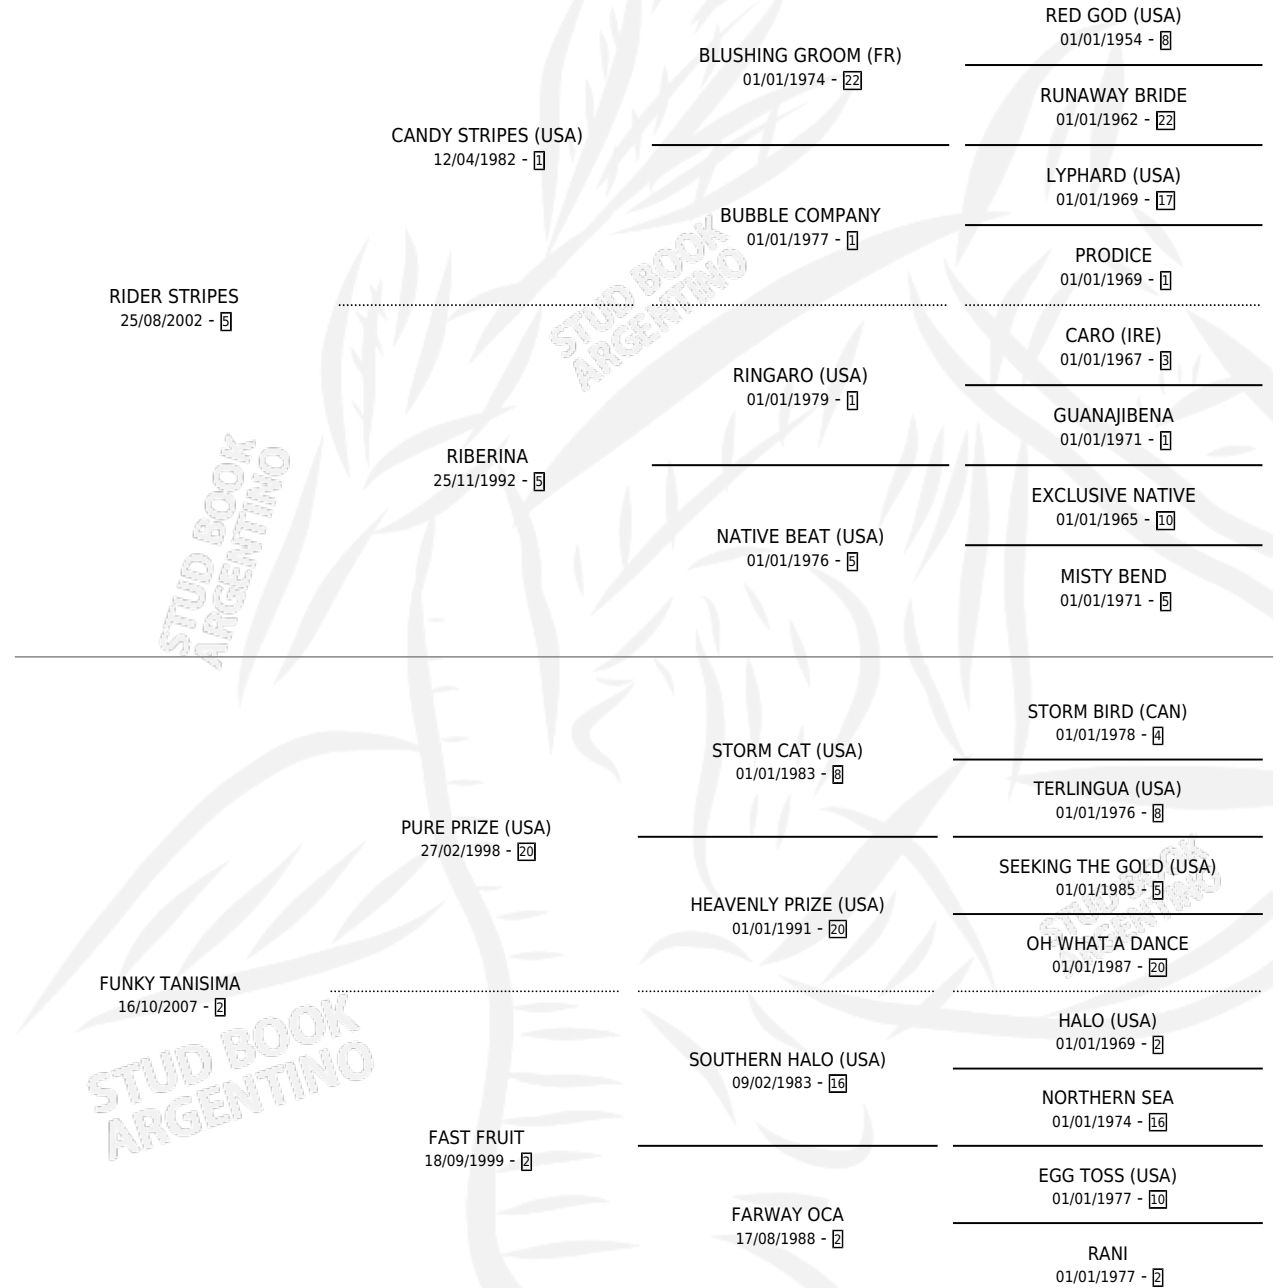 RED GOD (USA)
01/01/1954 - 8
BLUSHING GROOM (FR)
01/01/1974 - 22
RUNAWAY BRIDE
01/01/1962 - 22
CANDY STRIPES (USA)
12/04/1982 - 1
LYPHARD (USA)
01/01/1969 - 17
BUBBLE COMPANY
01/01/1977 - 1
PRODICE
01/01/1969 - 1
STUD BOOK
ARGENTINO
RIDER STRIPES
25/08/2002 - 5
CARO (IRE)
01/01/1967 - 3
RINGARO (USA)
01/01/1979 - 1
GUANAJIBENA
01/01/1971 - 1
RIBERINA
25/11/1992 - 5
EXCLUSIVE NATIVE
01/01/1965 - 10
NATIVE BEAT (USA)
01/01/1976 - 5
MISTY BEND
01/01/1971 - 5
STUD BOOK
ARGENTINO
STORM BIRD (CAN)
01/01/1978 - 4
STORM CAT (USA)
01/01/1983 - 8
TERLINGUA (USA)
01/01/1976 - 8
PURE PRIZE (USA)
27/02/1998 - 20
SEEKING THE GOLD (USA)
01/01/1985 - 5
HEAVENLY PRIZE (USA)
01/01/1991 - 20
OH WHAT A DANCE
01/01/1987 - 20
STUD BOOK
ARGENTINO
FUNKY TANISIMA
16/10/2007 - 2
HALO (USA)
01/01/1969 - 2
SOUTHERN HALO (USA)
09/02/1983 - 16
NORTHERN SEA
01/01/1974 - 16
STUD BOOK
ARGENTINO
FAST FRUIT
18/09/1999 - 2
EGG TOSS (USA)
01/01/1977 - 10
FARWAY OCA
17/08/1988 - 2
RANI
01/01/1977 - 2